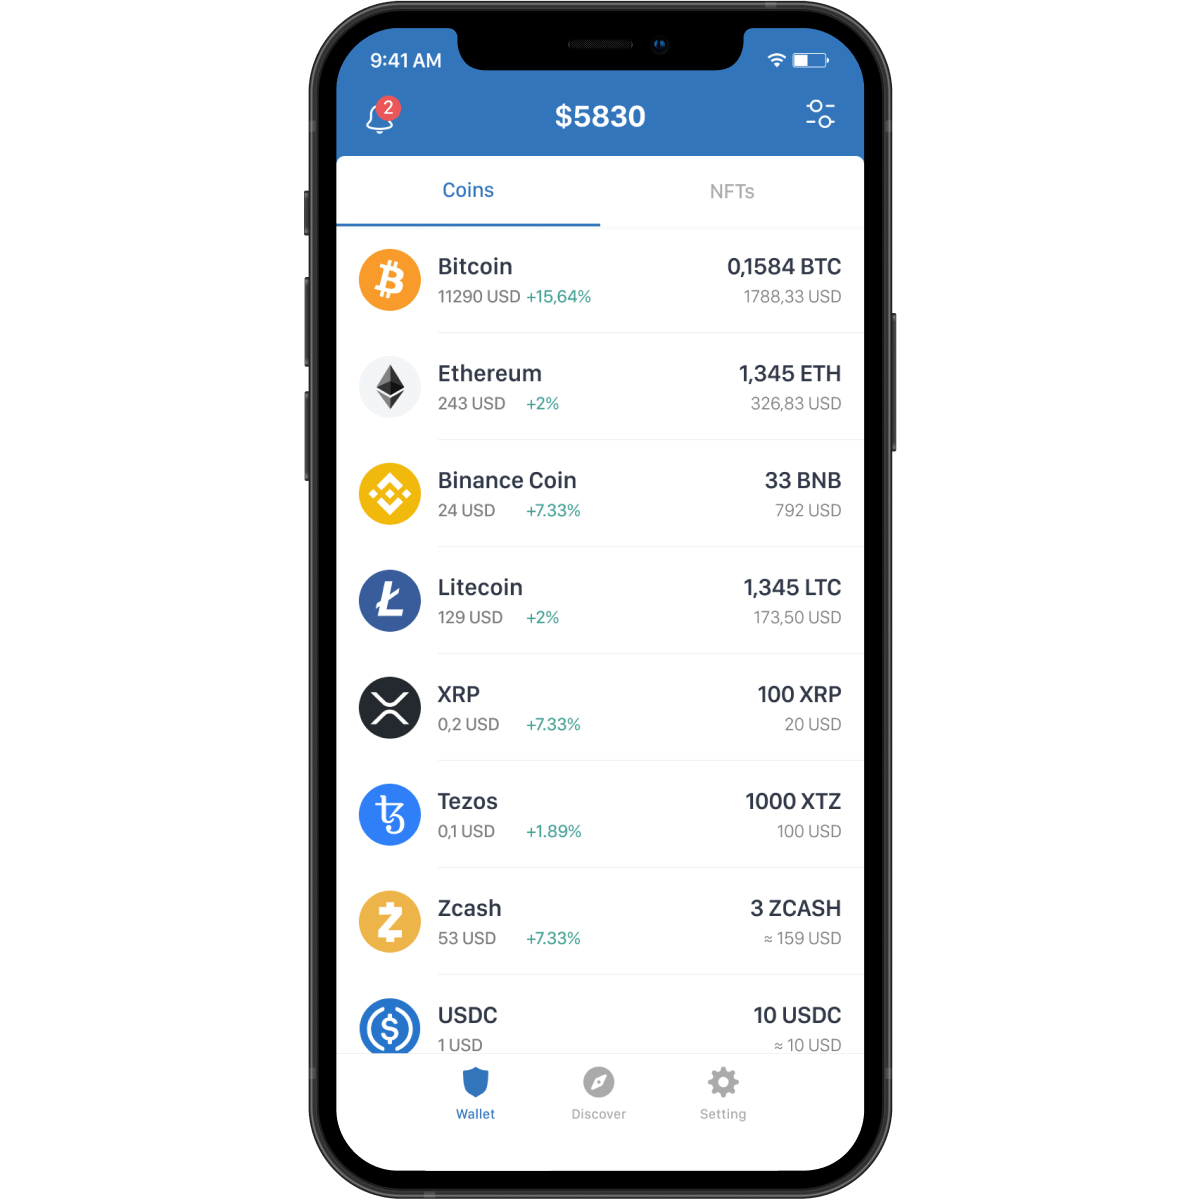 9:41 AM
2
$5830
Coins NFTs
Bitcoin 0,1584 BTC
11290 USD +15,64% 1788,33 USD
Ethereum 1,345 ETH
243 USD +2% 326,83 USD
Binance Coin 33 BNB
24 USD +7.33% 792 USD
Litecoin 1,345 LTC
129 USD +2% 173,50 USD
XRP 100 XRP
0,2 USD +7.33% 20 USD
Tezos 1000 XTZ
0,1 USD +1.89% 100 USD
Zcash 3 ZCASH
53 USD +7.33% ≈ 159 USD
USDC 10 USDC
1 USD ≈ 10 USD
Wallet Discover Setting